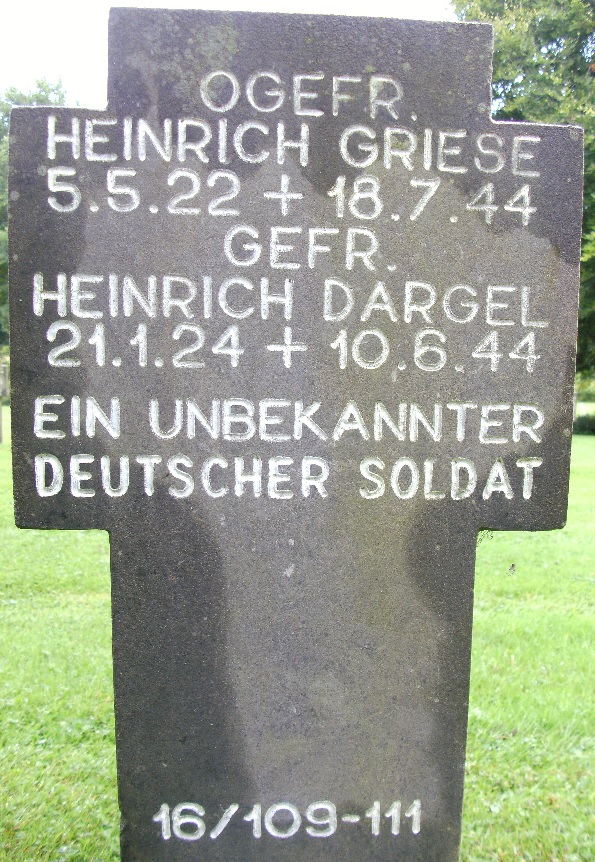 OGEFR.
HEINRICH GRIESE
5.5.22 + 18.7.44
GEFR.
HEINRICH DARGEL
21.1.24 + 10.6.44
EIN UNBEKANNTER
DEUTSCHER SOLDAT
16/109-111